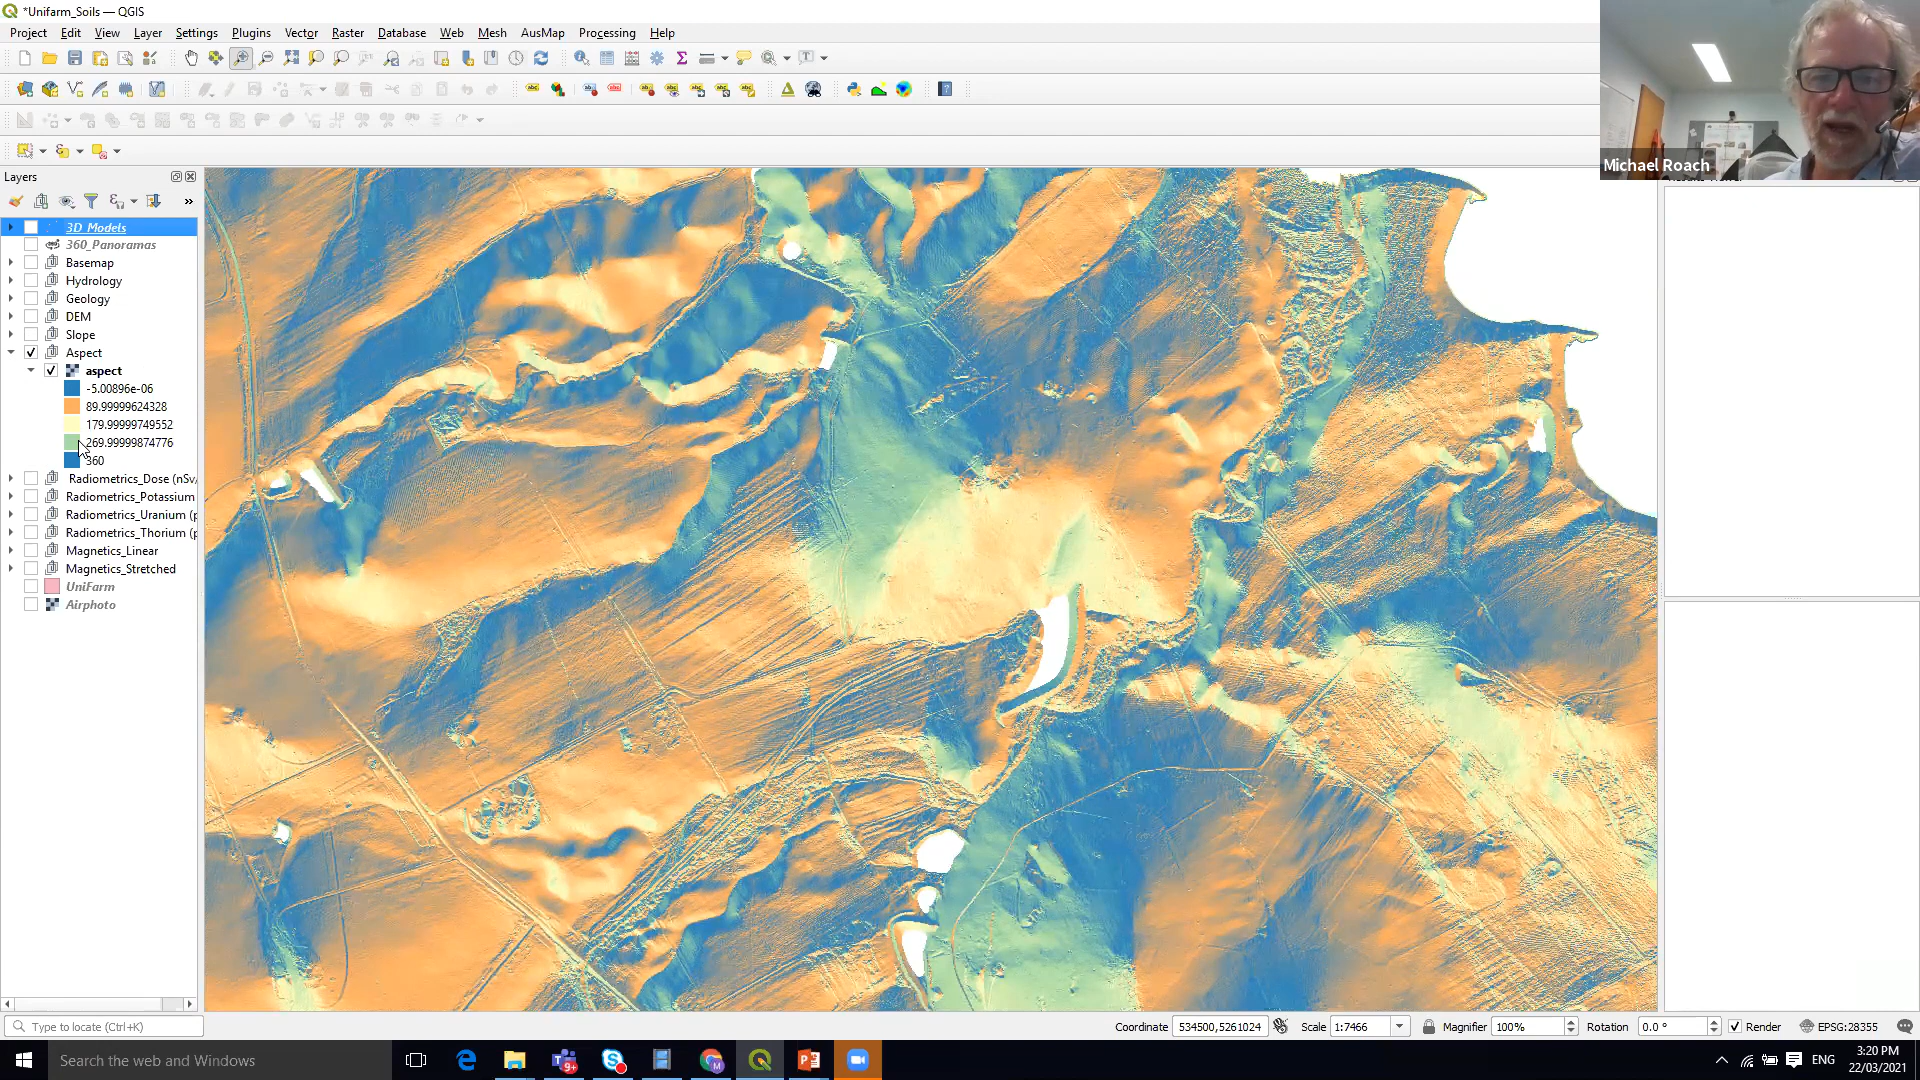 *Unifarm_Soils — QGIS
Project Edit View Layer Settings Plugins Vector Raster Database Web Mesh AusMap Processing Help
Michael Roach
Layers
3D_Models
360_Panoramas
Basemap
Hydrology
Geology
DEM
Slope
Aspect
aspect
-5.00896e-06
89.99999624328
179.99999749552
269.99999874776
360
Radiometrics_Dose (nSv/
Radiometrics_Potassium
Radiometrics_Uranium (p
Radiometrics_Thorium (p
Magnetics_Linear
Magnetics_Stretched
UniFarm
Airphoto
Type to locate (Ctrl+K)
Coordinate 534500,5261024 Scale 1:7466 Magnifier 100% Rotation 0.0 ° Render EPSG:28355
Search the web and Windows
ENG
3:20 PM
22/03/2021